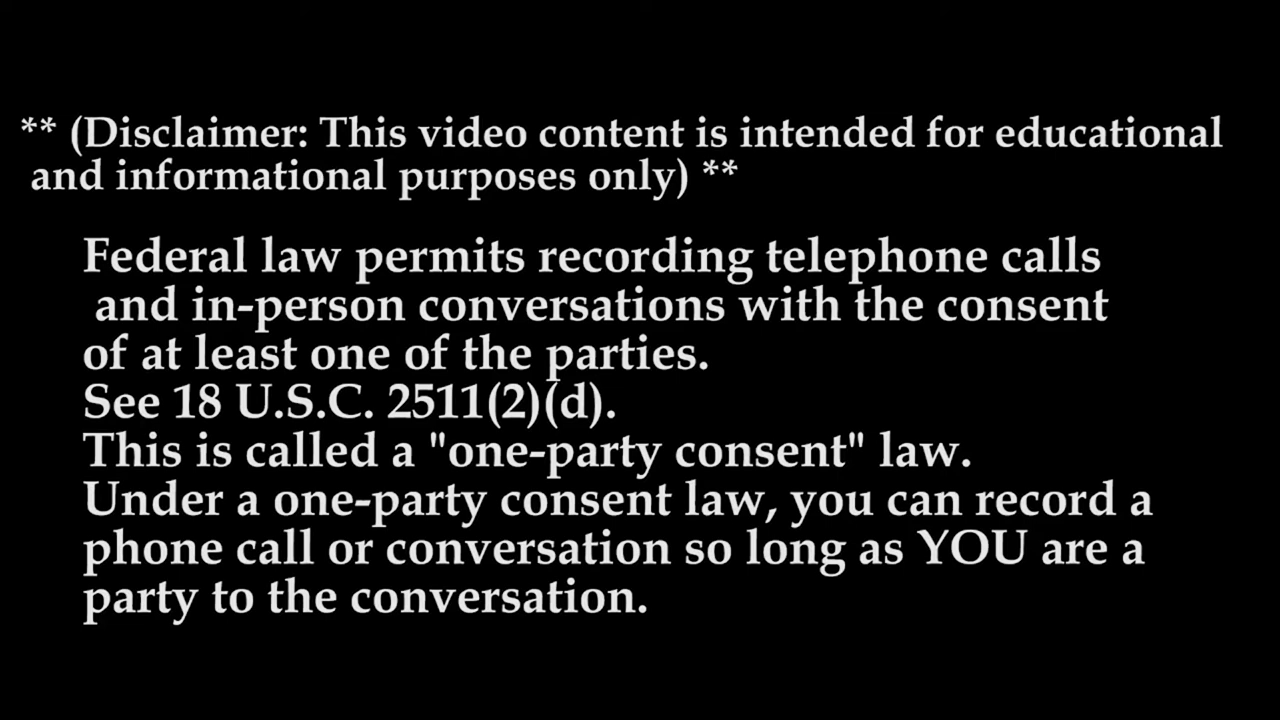 ** (Disclaimer: This video content is intended for educational
and informational purposes only) **
Federal law permits recording telephone calls
and in-person conversations with the consent
of at least one of the parties.
See 18 U.S.C. 2511(2)(d).
This is called a "one-party consent" law.
Under a one-party consent law, you can record a
phone call or conversation so long as YOU are a
party to the conversation.